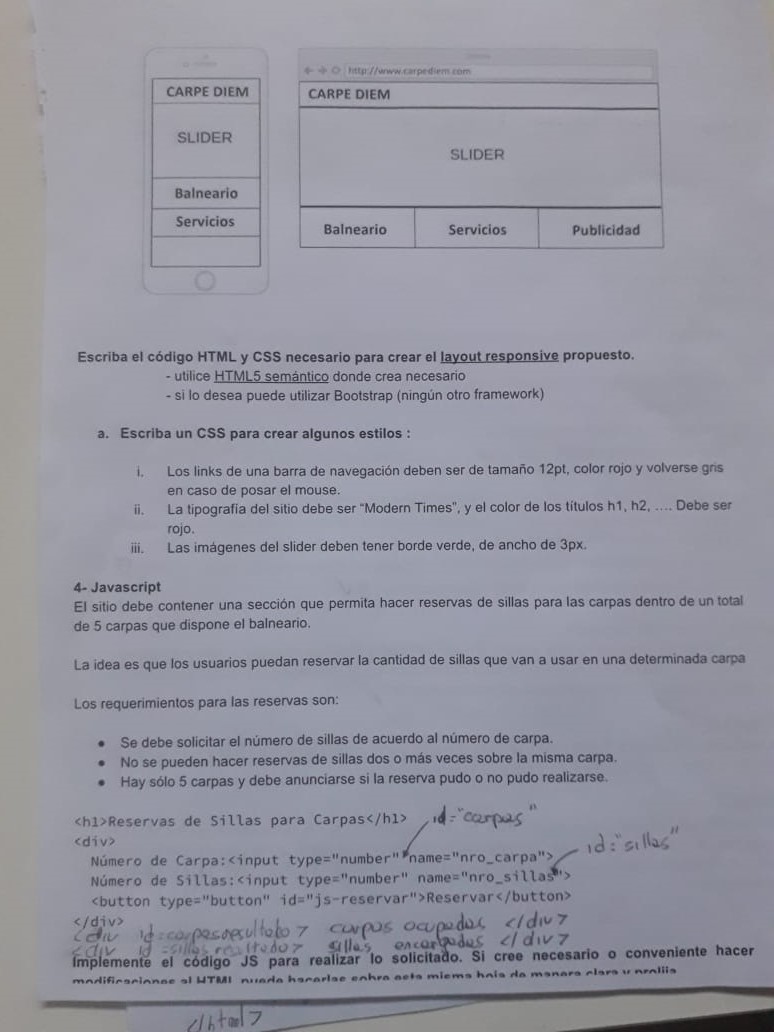 CARPE DIEM
SLIDER
Balneario
Servicios
http://www.carpediem.com
CARPE DIEM
SLIDER
Balneario Servicios Publicidad
Escriba el código HTML y CSS necesario para crear el layout responsive propuesto.
- utilice HTML5 semántico donde crea necesario
- si lo desea puede utilizar Bootstrap (ningún otro framework)
a. Escriba un CSS para crear algunos estilos :
i. Los links de una barra de navegación deben ser de tamaño 12pt, color rojo y volverse gris
en caso de posar el mouse.
ii. La tipografía del sitio debe ser “Modern Times”, y el color de los títulos h1, h2, …. Debe ser
rojo.
iii. Las imágenes del slider deben tener borde verde, de ancho de 3px.
4- Javascript
El sitio debe contener una sección que permita hacer reservas de sillas para las carpas dentro de un total
de 5 carpas que dispone el balneario.
La idea es que los usuarios puedan reservar la cantidad de sillas que van a usar en una determinada carpa
Los requerimientos para las reservas son:
• Se debe solicitar el número de sillas de acuerdo al número de carpa.
• No se pueden hacer reservas de sillas dos o más veces sobre la misma carpa.
• Hay sólo 5 carpas y debe anunciarse si la reserva pudo o no pudo realizarse.
<h1>Reservas de Sillas para Carpas</h1> id="carpas"
<div> id="sillas"
Número de Carpa:<input type="number" name="nro_carpa">
Número de Sillas:<input type="number" name="nro_sillas">
<button type="button" id="js-reservar">Reservar</button>
</div>
<div id=carpasresultado> carpas ocupadas </div>
<div id=sillas resultado> sillas encargadas </div>
Implemente el código JS para realizar lo solicitado. Si cree necesario o conveniente hacer
modificaciones al HTML, puede hacerlas sobre esta misma hoja de manera clara y prolija
</html>